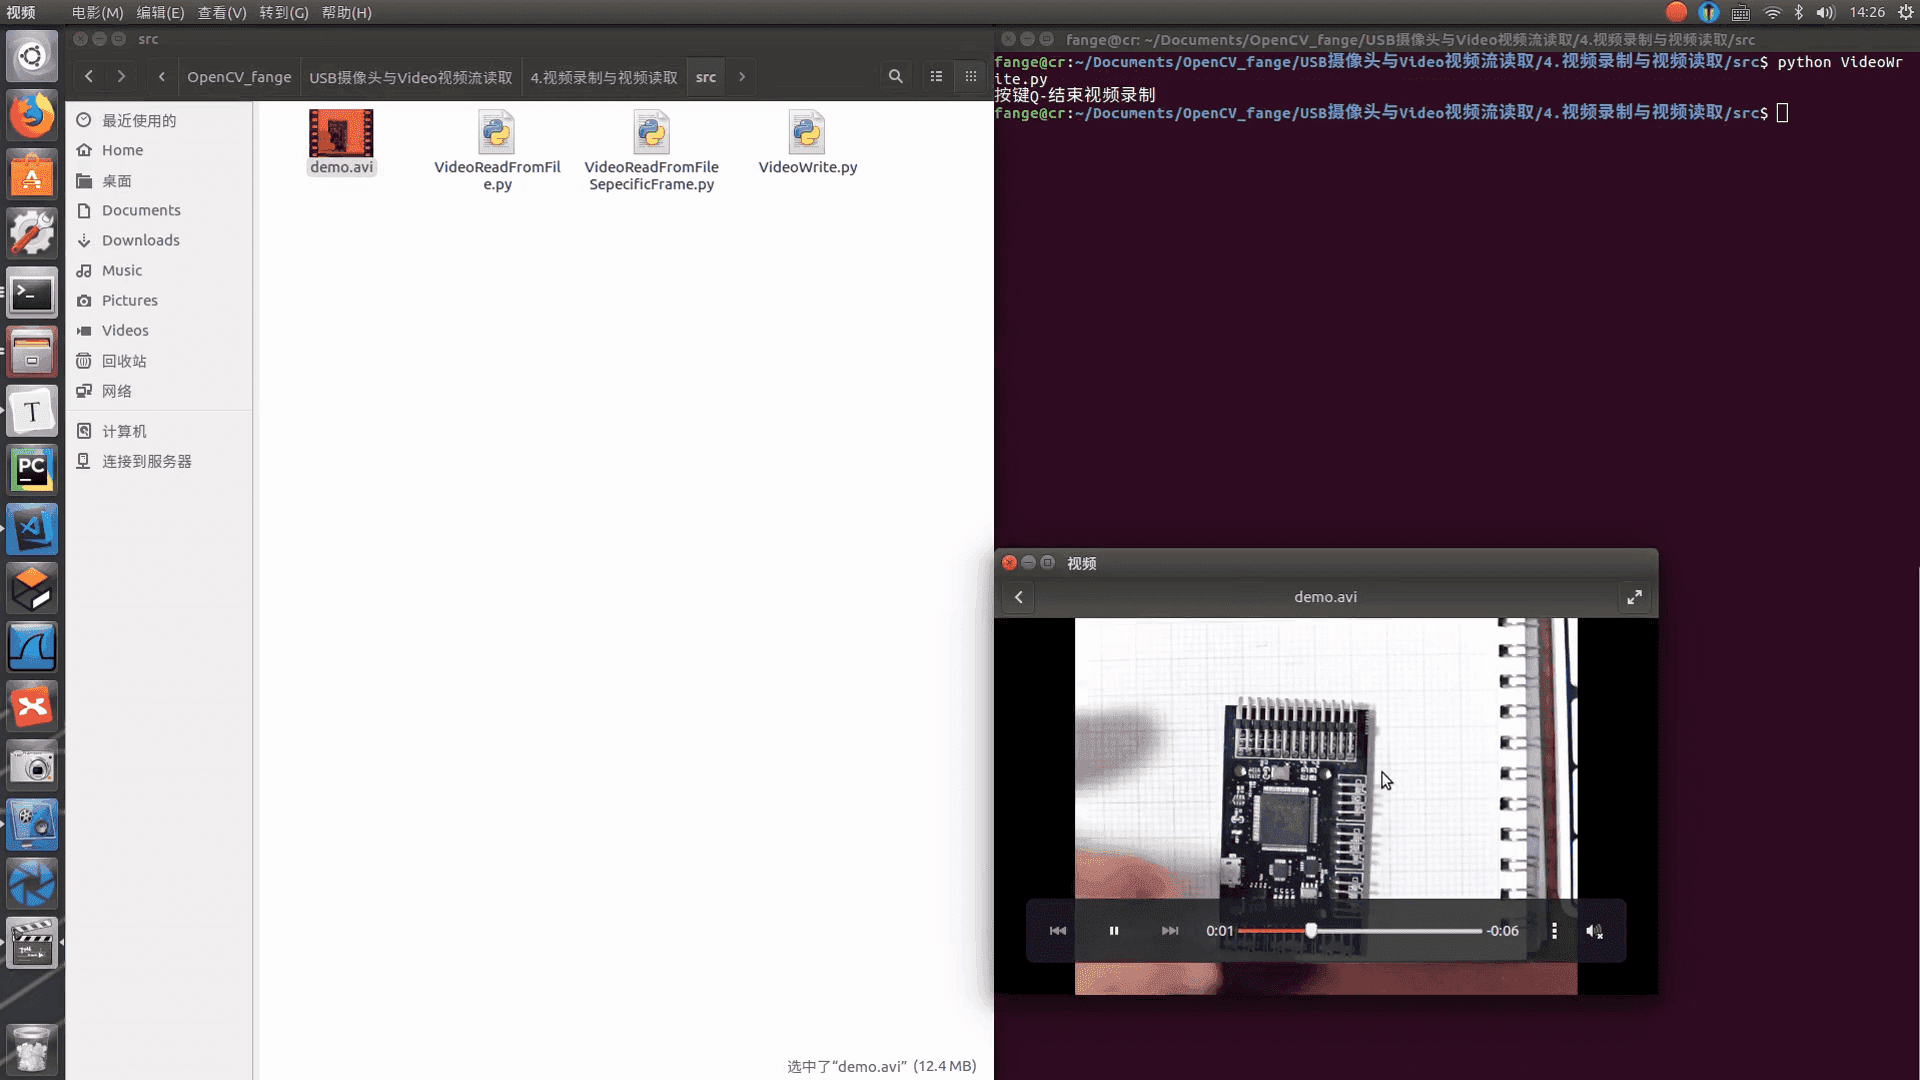 视频 电影(M) 编辑(E) 查看(V) 转到(G) 帮助(H) 14:26
src
OpenCV_fange USB摄像头与Video视频流读取 4.视频录制与视频读取 src
最近使用的
Home
桌面
Documents
Downloads
Music
Pictures
Videos
回收站
网络
计算机
连接到服务器
demo.avi
VideoReadFromFil
e.py
VideoReadFromFile
SepecificFrame.py
VideoWrite.py
选中了“demo.avi” (12.4 MB)
fange@cr: ~/Documents/OpenCV_fange/USB摄像头与Video视频流读取/4.视频录制与视频读取/src
fange@cr:~/Documents/OpenCV_fange/USB摄像头与Video视频流读取/4.视频录制与视频读取/src$ python VideoWr
ite.py
按键Q-结束视频录制
fange@cr:~/Documents/OpenCV_fange/USB摄像头与Video视频流读取/4.视频录制与视频读取/src$
视频
demo.avi
0:01 -0:06
T
PC